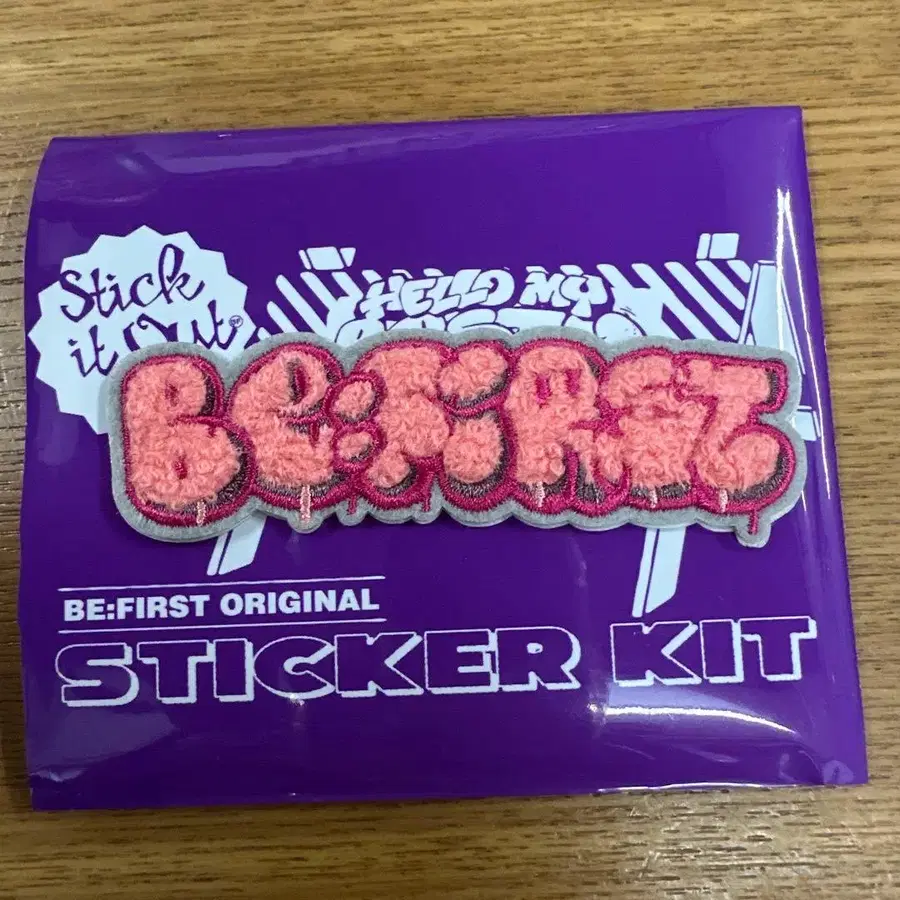 Stick
it Out!
HELLO MY
BE:FIRST
BE:FIRST ORIGINAL
STICKER KIT